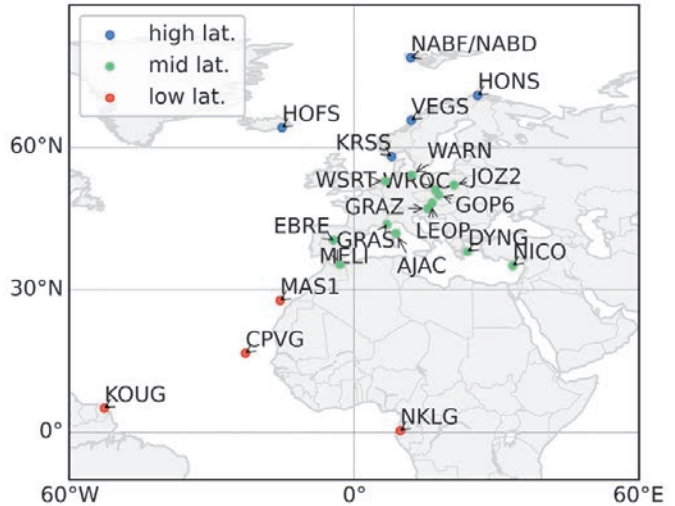 high lat.
mid lat.
low lat.
NABF/NABD
HONS
HOFS
VEGS
KRSS
WARN
60°N
WSRT
WROC
JOZ2
GRAZ
GOP6
EBRE
GRAS
LEOP
DYNG
MELI
AJAC
NICO
30°N
MAS1
CPVG
KOUG
NKLG
0°
60°W
0°
60°E